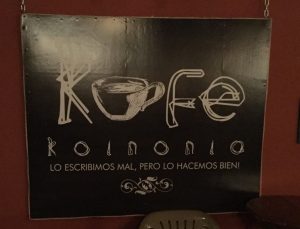 Kofe
Koinonia
LO ESCRIBIMOS MAL, PERO LO HACEMOS BIEN!